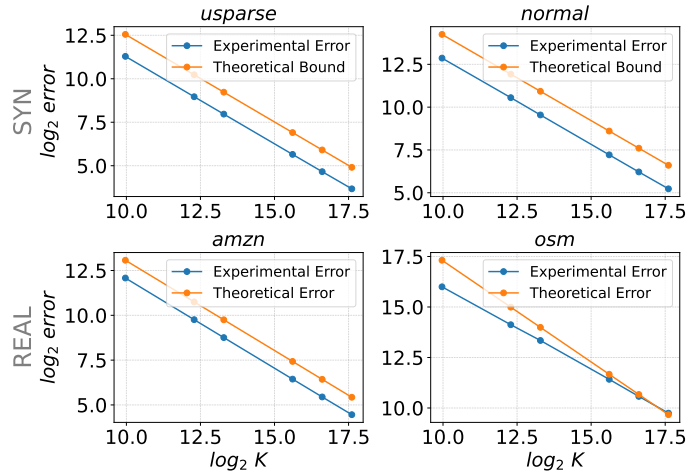 usparse
normal
SYN
log2 error
12.5
10.0
7.5
5.0
Experimental Error
Theoretical Bound
10.0
12.5
15.0
17.5
12.5
10.0
7.5
5.0
Experimental Error
Theoretical Bound
10.0
12.5
15.0
17.5
amzn
osm
REAL
log2 error
12.5
10.0
7.5
5.0
Experimental Error
Theoretical Error
10.0
12.5
15.0
17.5
log2 K
17.5
15.0
12.5
10.0
Experimental Error
Theoretical Error
10.0
12.5
15.0
17.5
log2 K